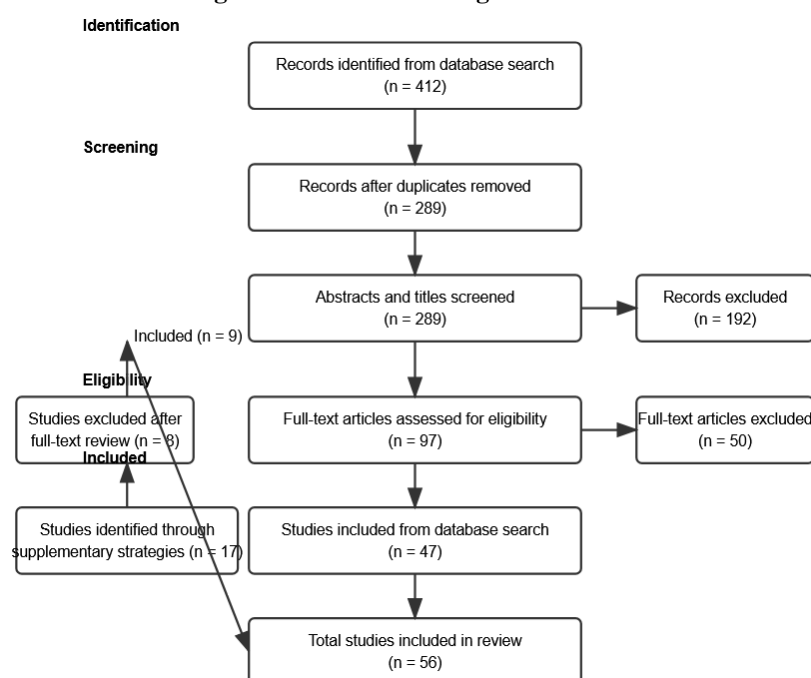 Identification
Records identified from database search
(n = 412)
Screening
Records after duplicates removed
(n = 289)
Abstracts and titles screened
(n = 289)
Records excluded
(n = 192)
Included (n = 9)
Eligibility
Studies excluded after
full-text review (n = 8)
Full-text articles assessed for eligibility
(n = 97)
Full-text articles excluded
(n = 50)
Included
Studies identified through
supplementary strategies (n = 17)
Studies included from database search
(n = 47)
Total studies included in review
(n = 56)